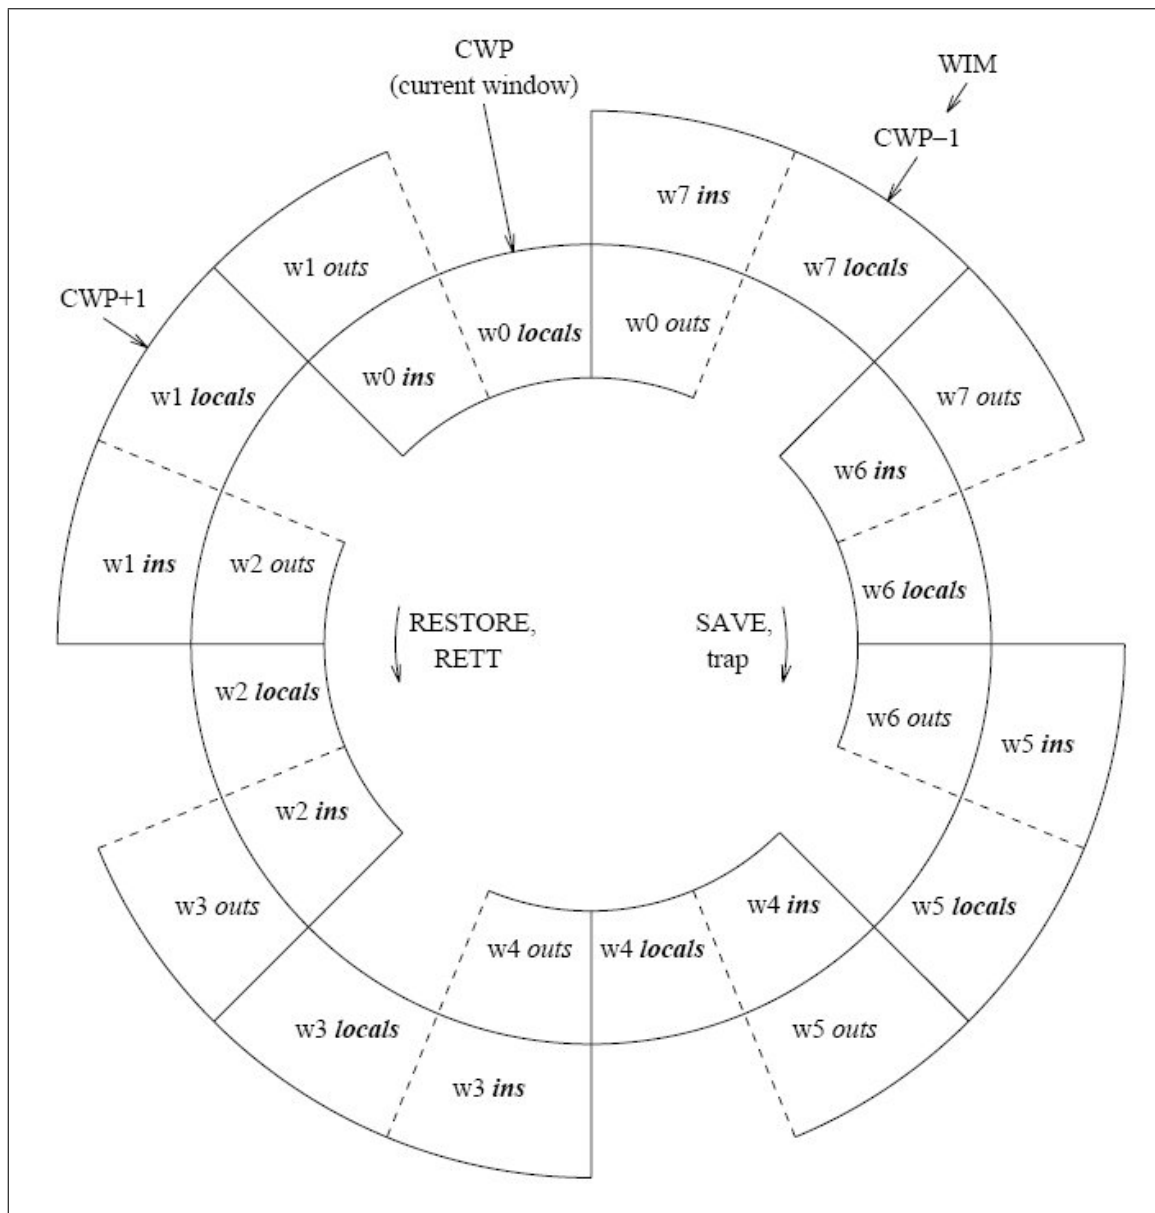 CWP
(current window)
WIM
CWP–1
w7 ins
w1 outs
w7 locals
CWP+1
w0 locals
w0 outs
w0 ins
w1 locals
w7 outs
w6 ins
w1 ins
w2 outs
w6 locals
RESTORE,
RETT
SAVE,
trap
w2 locals
w6 outs
w5 ins
w2 ins
w3 outs
w4 ins
w5 locals
w4 outs
w4 locals
w3 locals
w5 outs
w3 ins